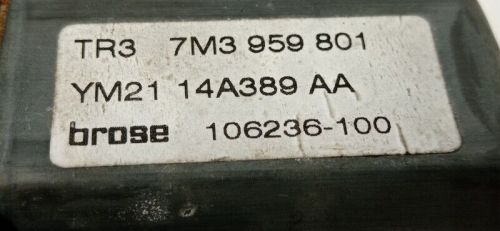 TR3 7M3 959 801
YM21 14A389 AA
brose 106236-100